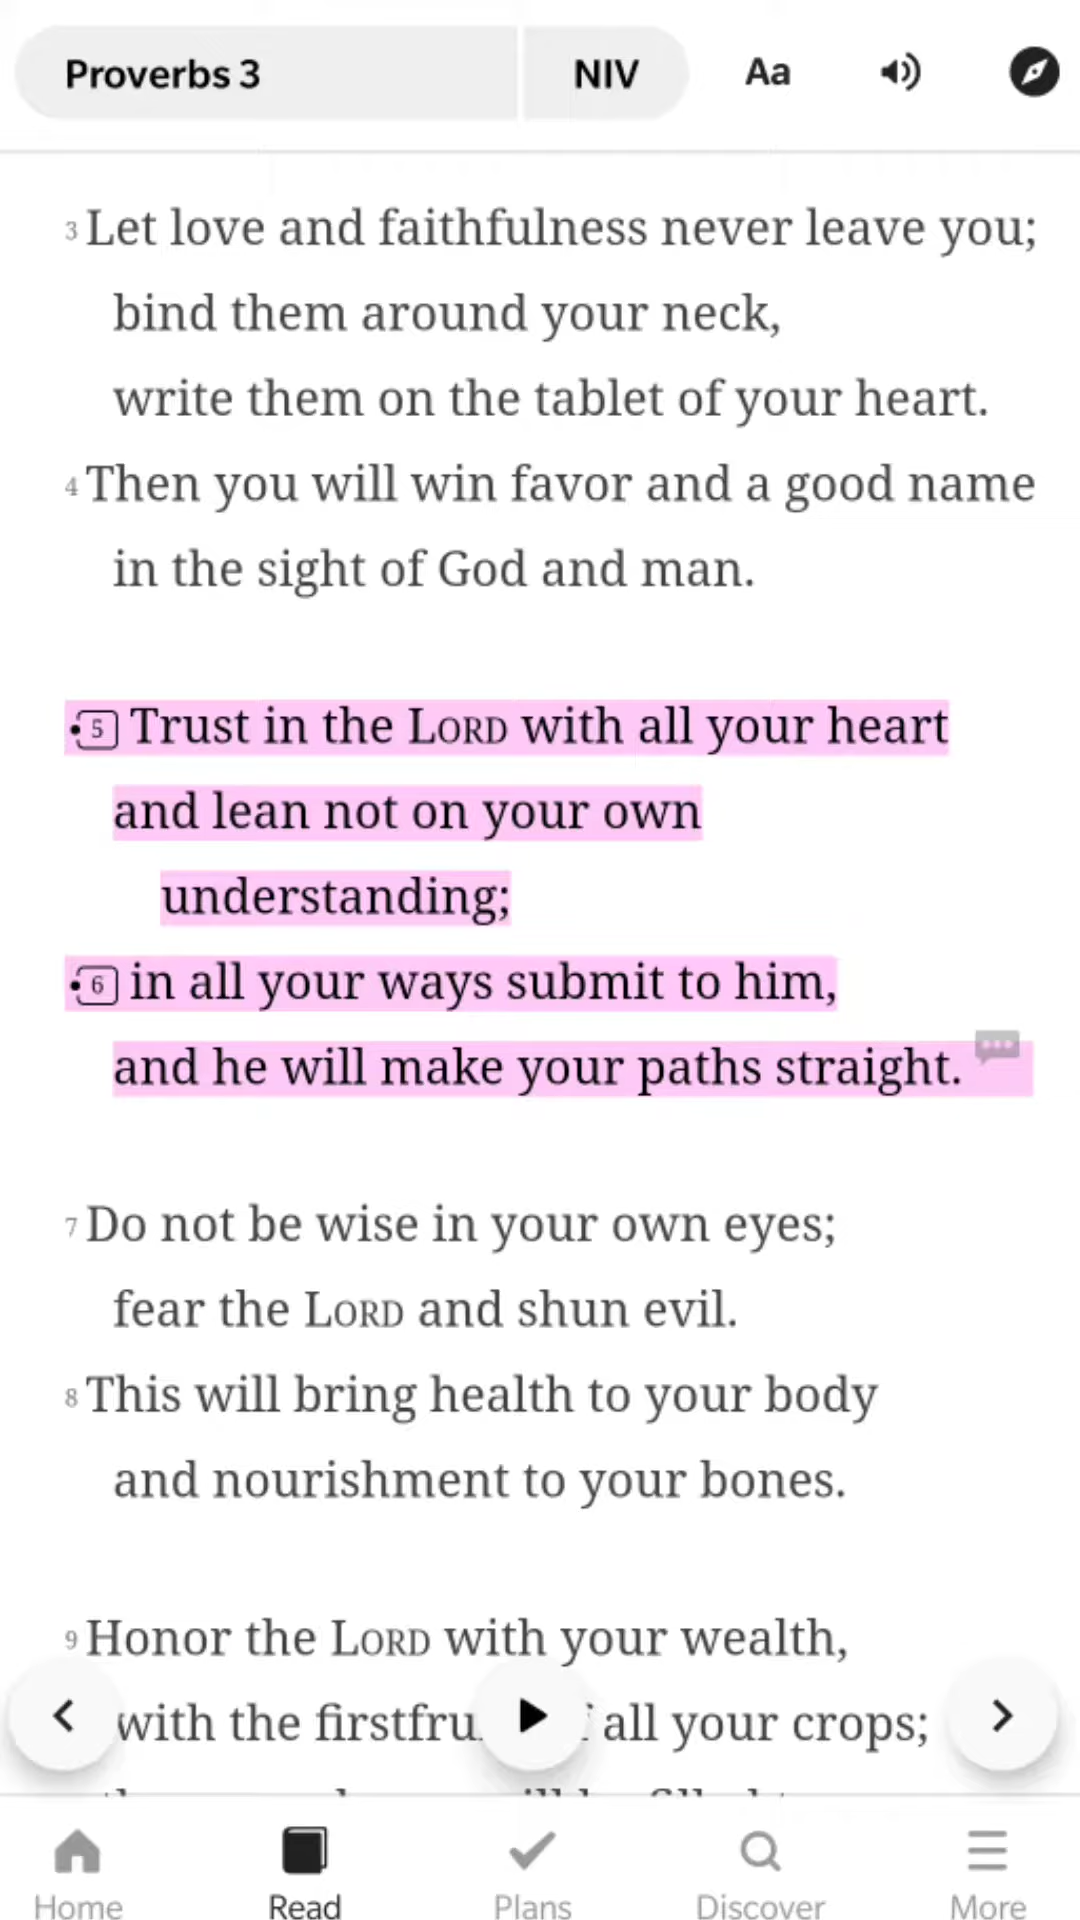 Proverbs 3 NIV Aa
3 Let love and faithfulness never leave you;
bind them around your neck,
write them on the tablet of your heart.
4 Then you will win favor and a good name
in the sight of God and man.
5 Trust in the LORD with all your heart
and lean not on your own
understanding;
6 in all your ways submit to him,
and he will make your paths straight.
7 Do not be wise in your own eyes;
fear the LORD and shun evil.
8 This will bring health to your body
and nourishment to your bones.
9 Honor the LORD with your wealth,
with the all your crops;
Home Read Plans Discover More